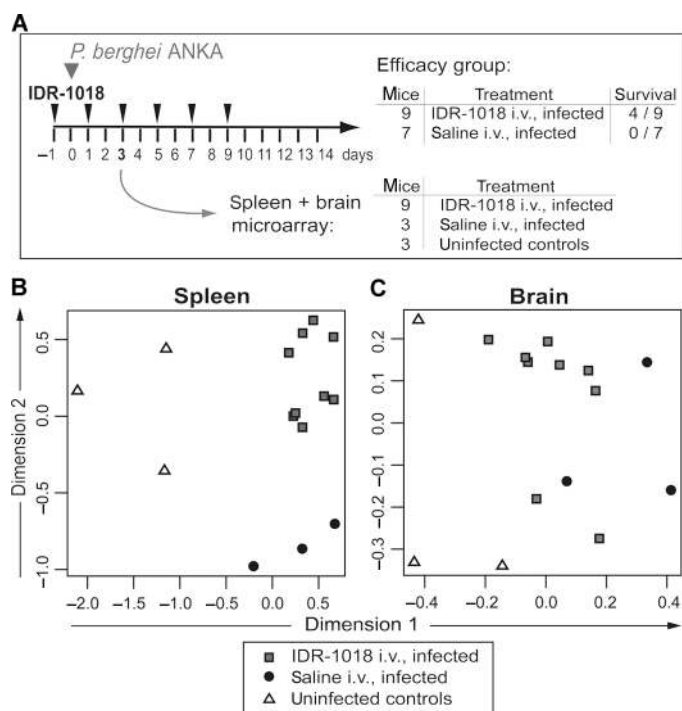 A
P. berghei ANKA
IDR-1018
–1 0 1 2 3 4 5 6 7 8 9 10 11 12 13 14 days
Efficacy group:
Mice Treatment Survival
9 IDR-1018 i.v., infected 4 / 9
7 Saline i.v., infected 0 / 7
Spleen + brain
microarray:
Mice Treatment
9 IDR-1018 i.v., infected
3 Saline i.v., infected
3 Uninfected controls
B Spleen
Dimension 2
0.5
0.0
–0.5
–1.0
–2.0 –1.5 –1.0 –0.5 0.0 0.5
C Brain
0.2
0.1
–0.1
–0.3
–0.4 –0.2 0.0 0.2 0.4
Dimension 1
IDR-1018 i.v., infected
Saline i.v., infected
Uninfected controls